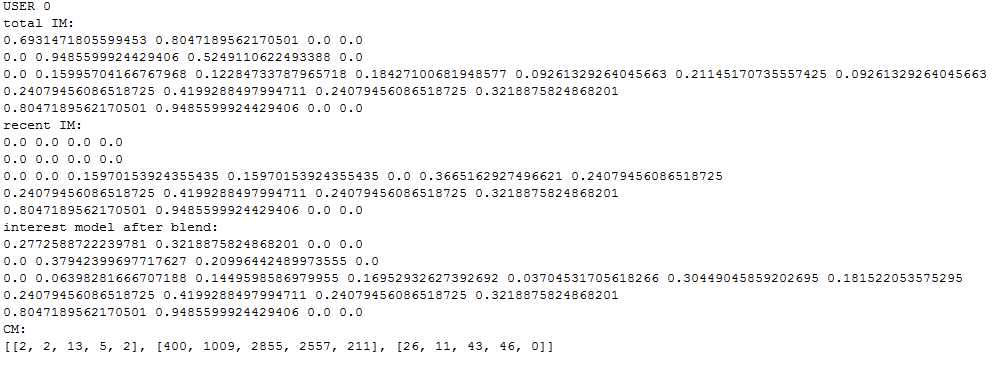 USER 0
total IM:
0.6931471805599453 0.8047189562170501 0.0 0.0
0.0 0.9485599924429406 0.5249110622493388 0.0
0.0 0.15995704166767968 0.12284733787965718 0.18427100681948577 0.09261329264045663 0.21145170735557425 0.09261329264045663
0.24079456086518725 0.4199288497994711 0.24079456086518725 0.3218875824868201
0.8047189562170501 0.9485599924429406 0.0 0.0
recent IM:
0.0 0.0 0.0 0.0
0.0 0.0 0.0 0.0
0.0 0.0 0.15970153924355435 0.15970153924355435 0.0 0.3665162927496621 0.24079456086518725
0.24079456086518725 0.4199288497994711 0.24079456086518725 0.3218875824868201
0.8047189562170501 0.9485599924429406 0.0 0.0
interest model after blend:
0.2772588722239781 0.3218875824868201 0.0 0.0
0.0 0.37942399697717627 0.20996442489973555 0.0
0.0 0.06398281666707188 0.1449598586979955 0.16952932627392692 0.03704531705618266 0.30449045859202695 0.181522053575295
0.24079456086518725 0.4199288497994711 0.24079456086518725 0.3218875824868201
0.8047189562170501 0.9485599924429406 0.0 0.0
CM:
[[2, 2, 13, 5, 2], [400, 1009, 2855, 2557, 211], [26, 11, 43, 46, 0]]